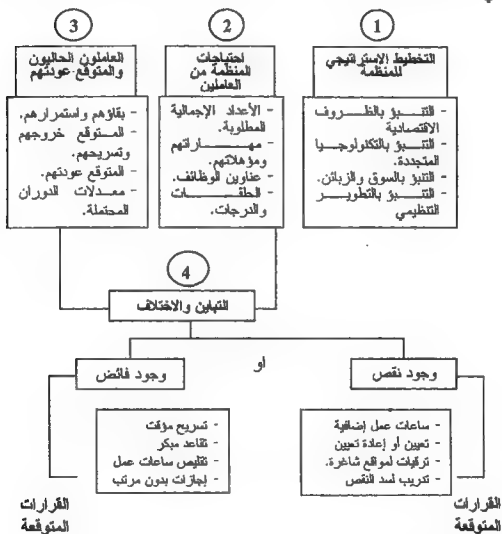 1
التخطيط الاستراتيجي
للمنظمة
- التنبؤ بالظروف
الاقتصادية
- التنبؤ بالتكنولوجيا
المتجددة.
- التنبؤ بالسوق والزبائن.
- التنبؤ بالتطوير
التنظيمي
2
احتياجات
المنظمة من
العاملين
- الأعداد الإجمالية
المطلوبة.
- مهاراتهم
ومؤهلاتهم.
- عناوين الوظائف.
- الحلقات
والدرجات.
3
العاملون الحاليون
والمتوقع عودتهم
- بقاؤهم واستمرارهم.
- المتوقع خروجهم
وتسريحهم.
- المتوقع عودتهم.
- معدلات الدوران
المحتملة.
4
التباين والاختلاف
وجود نقص
او
وجود فائض
- ساعات عمل إضافية
- تعيين أو إعادة تعيين
- ترقيات لمواقع شاغرة.
- تدريب لسد النقص
القرارات
المتوقعة
- تسريح مؤقت
- تقاعد مبكر
- تقليص ساعات عمل
- إجازات بدون مرتب
القرارات
المتوقعة